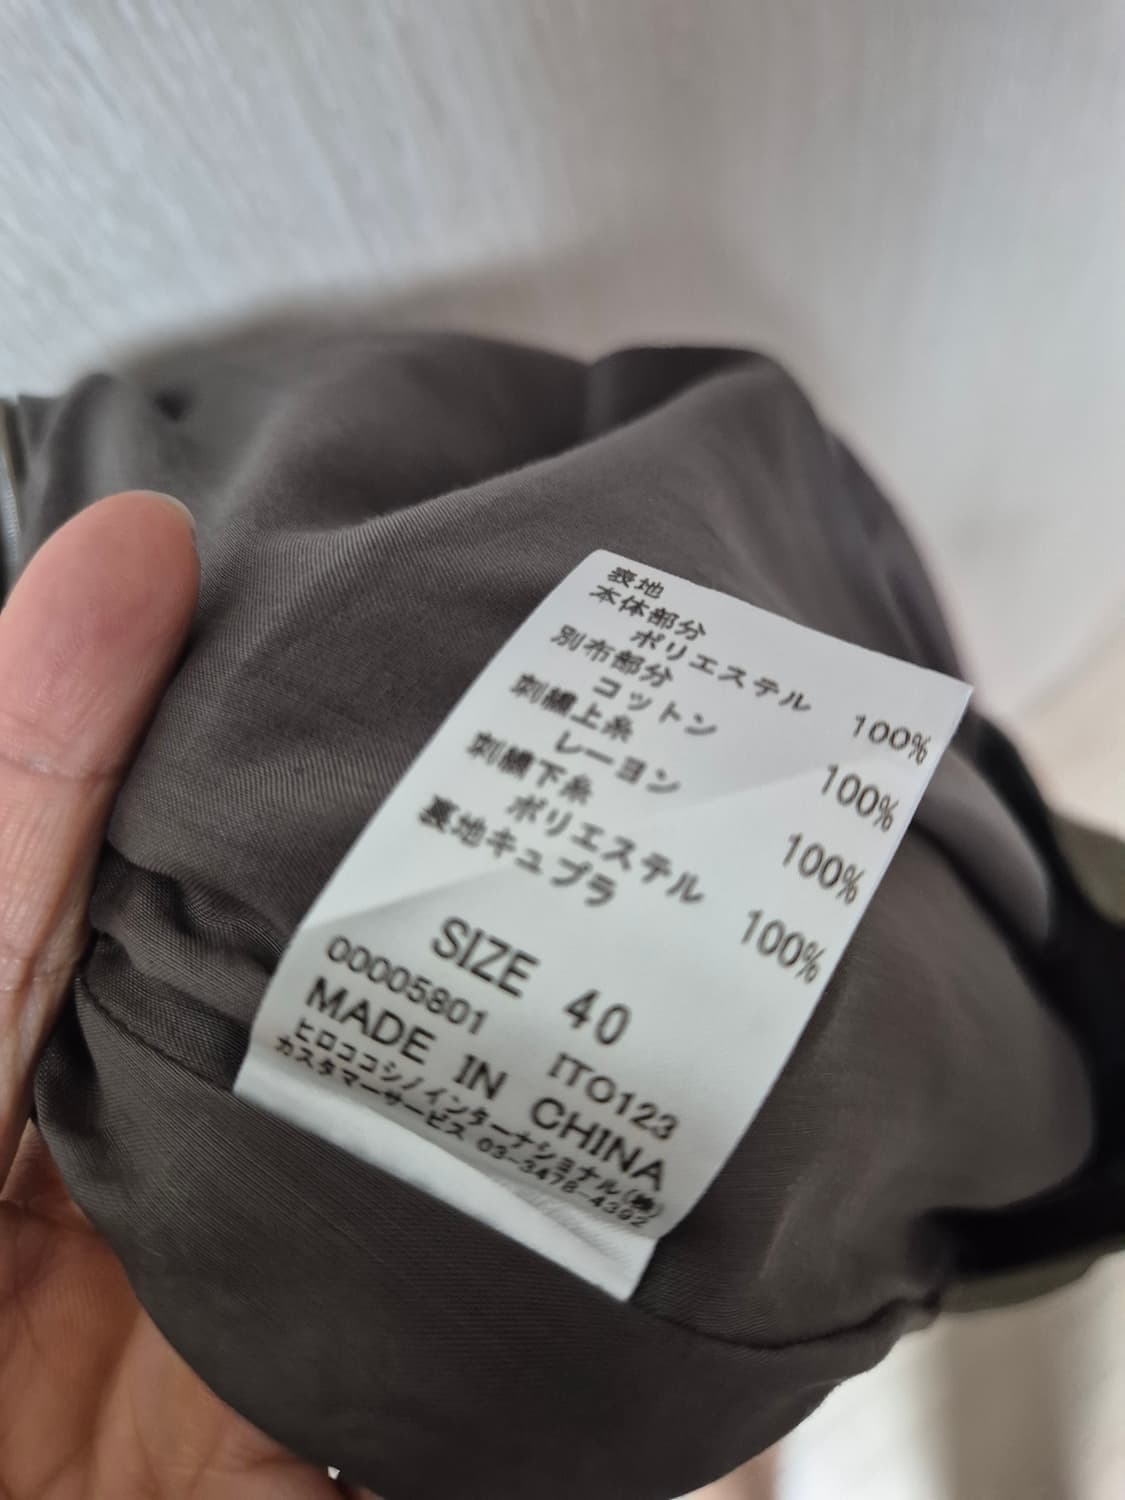 表地
本体部分
ポリエステル 100%
別布部分
コットン 100%
刺繍上糸
レーヨン 100%
刺繍下糸
ポリエステル 100%
裏地キュプラ
SIZE 40
00005801 ITO123
MADE IN CHINA
ヒロココシノインターナショナル(株)
カスタマーサービス 03-3478-4392